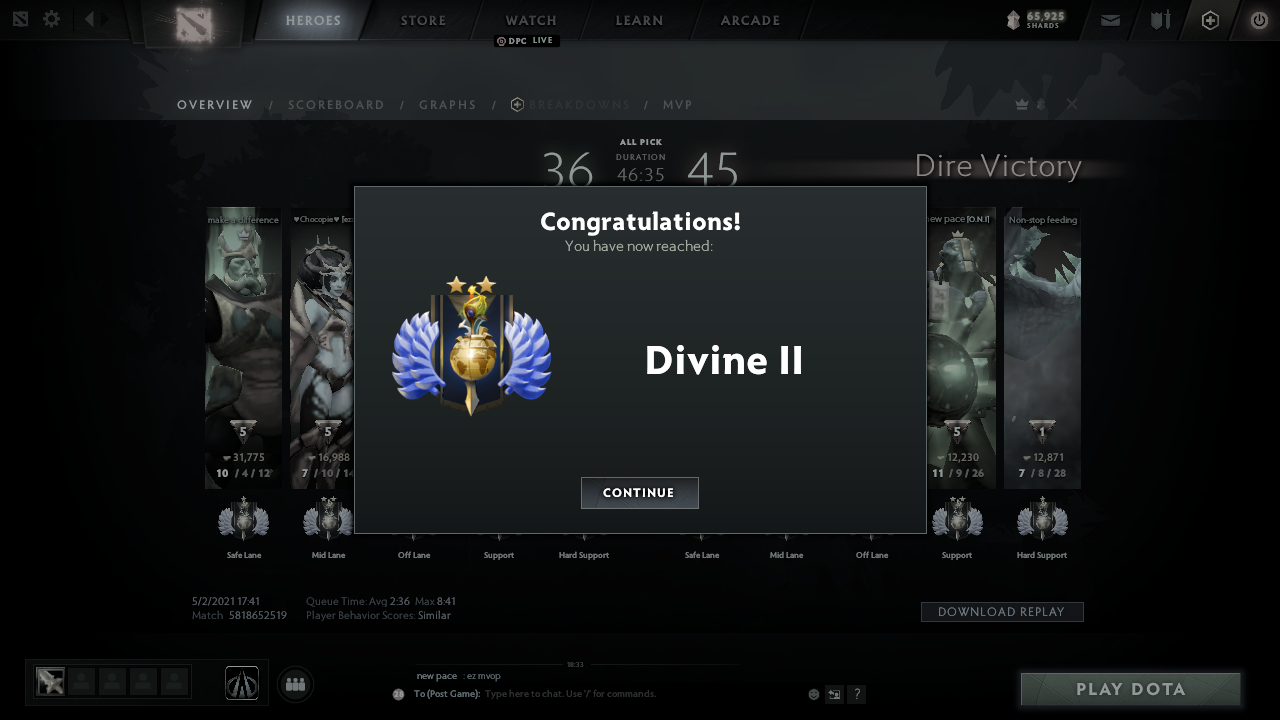 HEROES STORE WATCH LEARN ARCADE
65,925
SHARDS
DPC LIVE
OVERVIEW / SCOREBOARD / GRAPHS / BREAKDOWNS / MVP
ALL PICK
36 DURATION 45
46:35
Dire Victory
make a difference
♥Chocopie♥
new pace [O.N.I]
Non-stop feeding
Congratulations!
You have now reached:
Divine II
5 5 5 1
31,775 16,988 12,230 12,871
10 / 4 / 12 7 / 10 / 14 11 / 9 / 26 7 / 8 / 28
CONTINUE
Safe Lane Mid Lane Off Lane Support Hard Support Safe Lane Mid Lane Off Lane Support Hard Support
5/2/2021 17:41 Queue Time: Avg 2:36 Max 8:41
Match 5818652519 Player Behavior Scores: Similar
DOWNLOAD REPLAY
18:33
new pace : ez mvop
28 To (Post Game): Type here to chat. Use '/' for commands.
?
PLAY DOTA